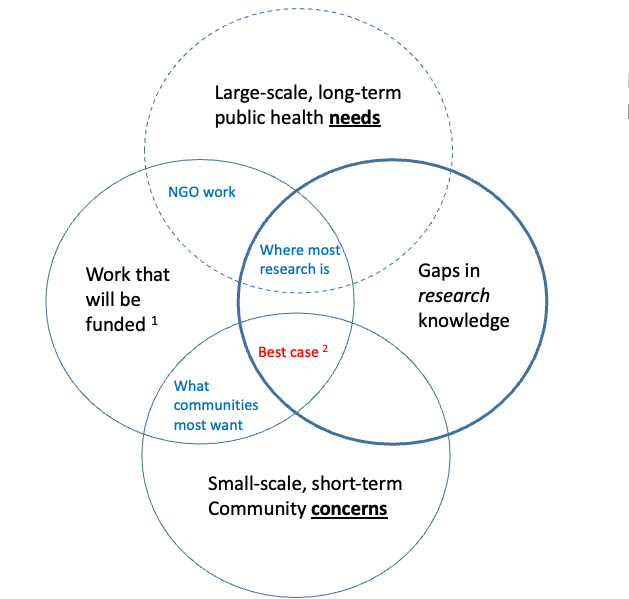 Large-scale, long-term
public health needs
NGO work
Where most
research is
Work that
will be
funded 1
Gaps in
research
knowledge
Best case 2
What
communities
most want
Small-scale, short-term
Community concerns